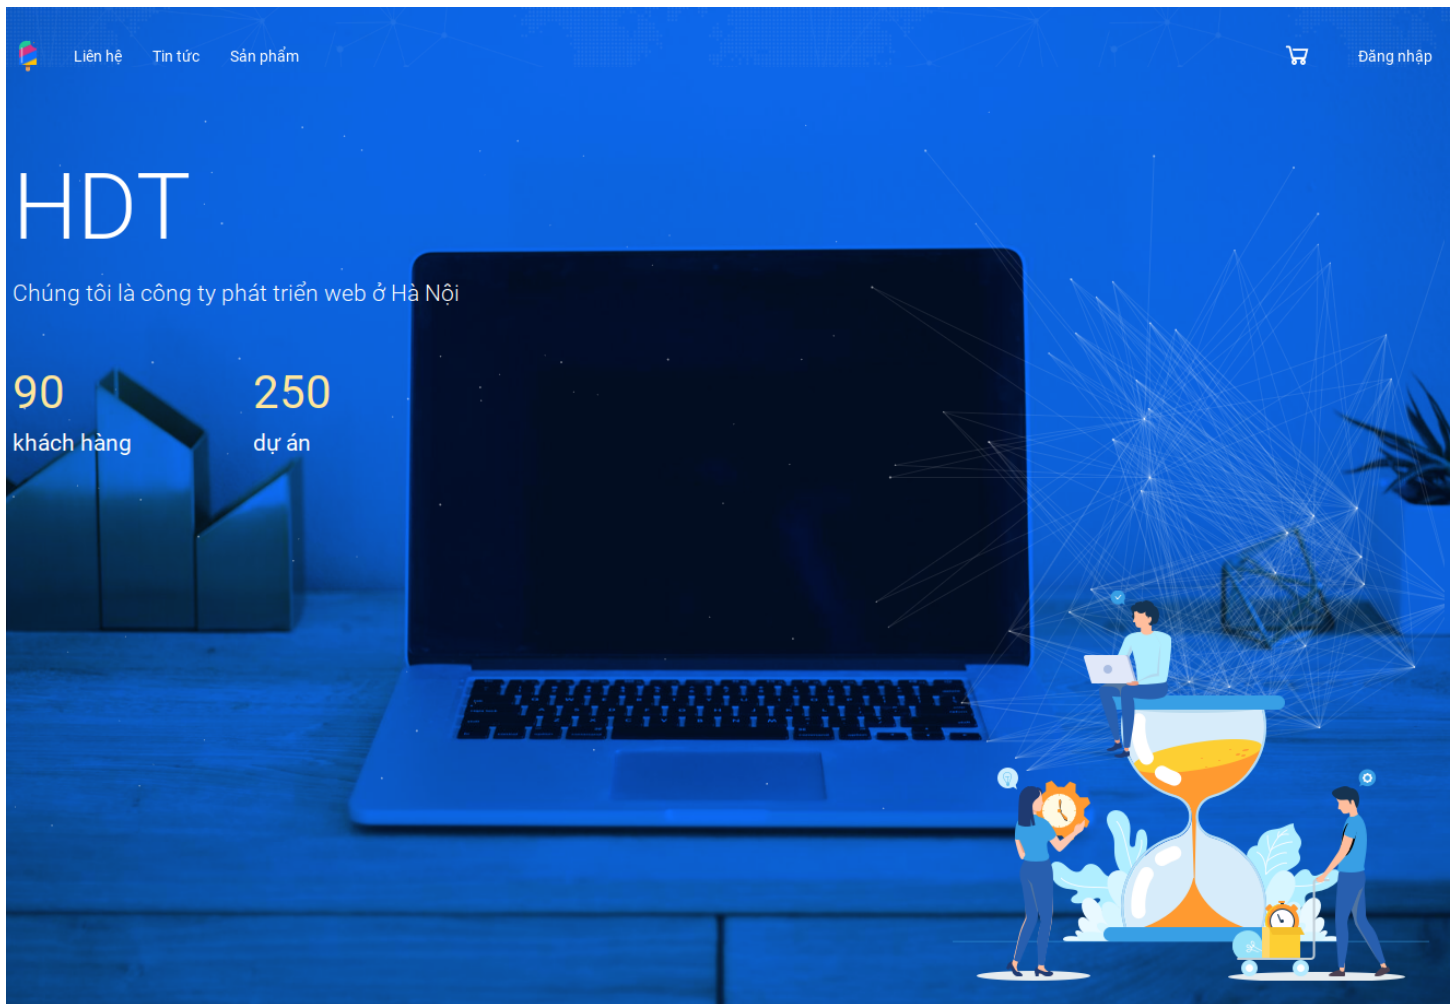 Liên hệ Tin tức Sản phẩm Đăng nhập
HDT
Chúng tôi là công ty phát triển web ở Hà Nội
90 250
khách hàng dự án